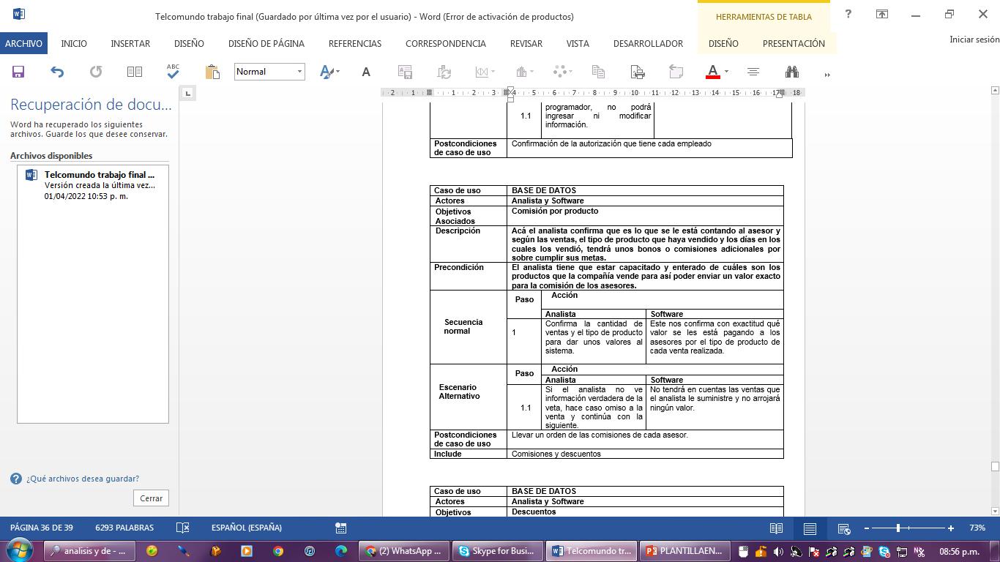 Telcomundo trabajo final (Guardado por última vez por el usuario) - Word (Error de activación de productos)
HERRAMIENTAS DE TABLA
?
Iniciar sesión
ARCHIVO INICIO INSERTAR DISEÑO DISEÑO DE PÁGINA REFERENCIAS CORRESPONDENCIA REVISAR VISTA DESARROLLADOR DISEÑO PRESENTACIÓN
ABC
Normal
A A A
Recuperación de docu...
Word ha recuperado los siguientes
archivos. Guarde los que desee conservar.
Archivos disponibles
Telcomundo trabajo final ...
Versión creada la última vez...
01/04/2022 10:53 p. m.
¿Qué archivos desea guardar?
Cerrar
2 1 1 2 3 4 5 6 7 8 9 10 11 12 13 14 15 16 17 18
1.1
programador, no podrá
ingresar ni modificar
información.
Postcondiciones
de caso de uso
Confirmación de la autorización que tiene cada empleado
Caso de uso BASE DE DATOS
Actores Analista y Software
Objetivos
Asociados
Comisión por producto
Descripción
Acá el analista confirma que es lo que se le está contando al asesor y
según las ventas, el tipo de producto que haya vendido y los días en los
cuales los vendió, tendrá unos bonos o comisiones adicionales por
sobre cumplir sus metas.
Precondición
El analista tiene que estar capacitado y enterado de cuáles son los
productos que la compañía vende para así poder enviar un valor exacto
para la comisión de los asesores.
Secuencia
normal
Paso
Acción
Analista Software
1
Confirma la cantidad de
ventas y el tipo de producto
para dar unos valores al
sistema.
Este nos confirma con exactitud qué
valor se les está pagando a los
asesores por el tipo de producto de
cada venta realizada.
Escenario
Alternativo
Paso
Acción
Analista Software
1.1
Si el analista no ve
información verdadera de la
veta, hace caso omiso a la
venta y continúa con la
siguiente.
No tendrá en cuentas las ventas que
el analista le suministre y no arrojará
ningún valor.
Postcondiciones
de caso de uso
Llevar un orden de las comisiones de cada asesor.
Include Comisiones y descuentos
Caso de uso BASE DE DATOS
Actores Analista y Software
Objetivos Descuentos
PÁGINA 36 DE 39 6293 PALABRAS ESPAÑOL (ESPAÑA) 73%
analisis y de - ... (2) WhatsApp ... Skype for Busi... Telcomundo tr... PLANTILLAEN... 08:56 p.m.